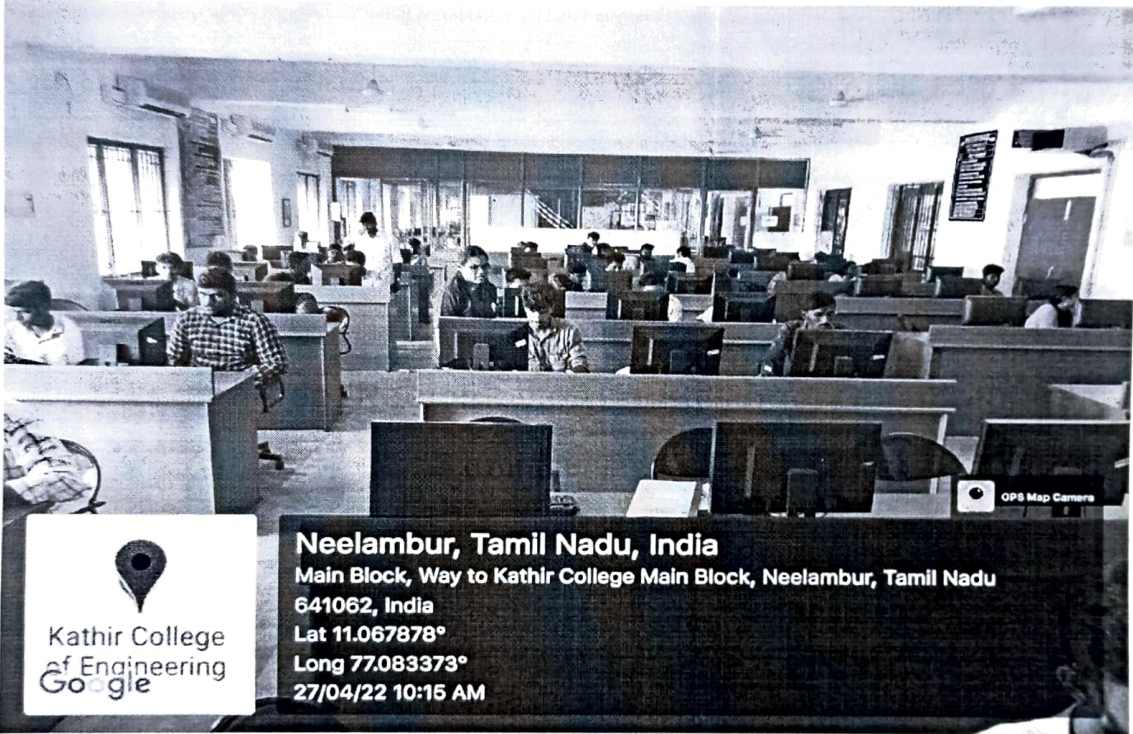 GPS Map Camera
Neelambur, Tamil Nadu, India
Main Block, Way to Kathir College Main Block, Neelambur, Tamil Nadu
641062, India
Lat 11.067878°
Long 77.083373°
27/04/22 10:15 AM
Kathir College
of Engineering
Google